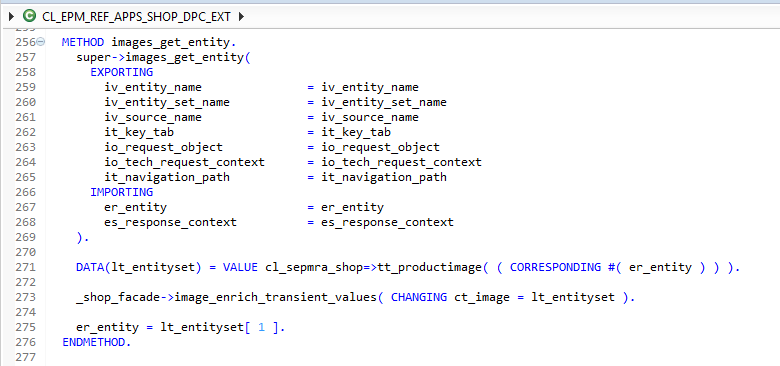 CL_EPM_REF_APPS_SHOP_DPC_EXT
256 METHOD images_get_entity.
257 super->images_get_entity(
258 EXPORTING
259 iv_entity_name = iv_entity_name
260 iv_entity_set_name = iv_entity_set_name
261 iv_source_name = iv_source_name
262 it_key_tab = it_key_tab
263 io_request_object = io_request_object
264 io_tech_request_context = io_tech_request_context
265 it_navigation_path = it_navigation_path
266 IMPORTING
267 er_entity = er_entity
268 es_response_context = es_response_context
269 ).
270
271 DATA(lt_entityset) = VALUE cl_sepmra_shop=>tt_productimage( ( CORRESPONDING #( er_entity ) ) ).
272
273 _shop_facade->image_enrich_transient_values( CHANGING ct_image = lt_entityset ).
274
275 er_entity = lt_entityset[ 1 ].
276 ENDMETHOD.
277